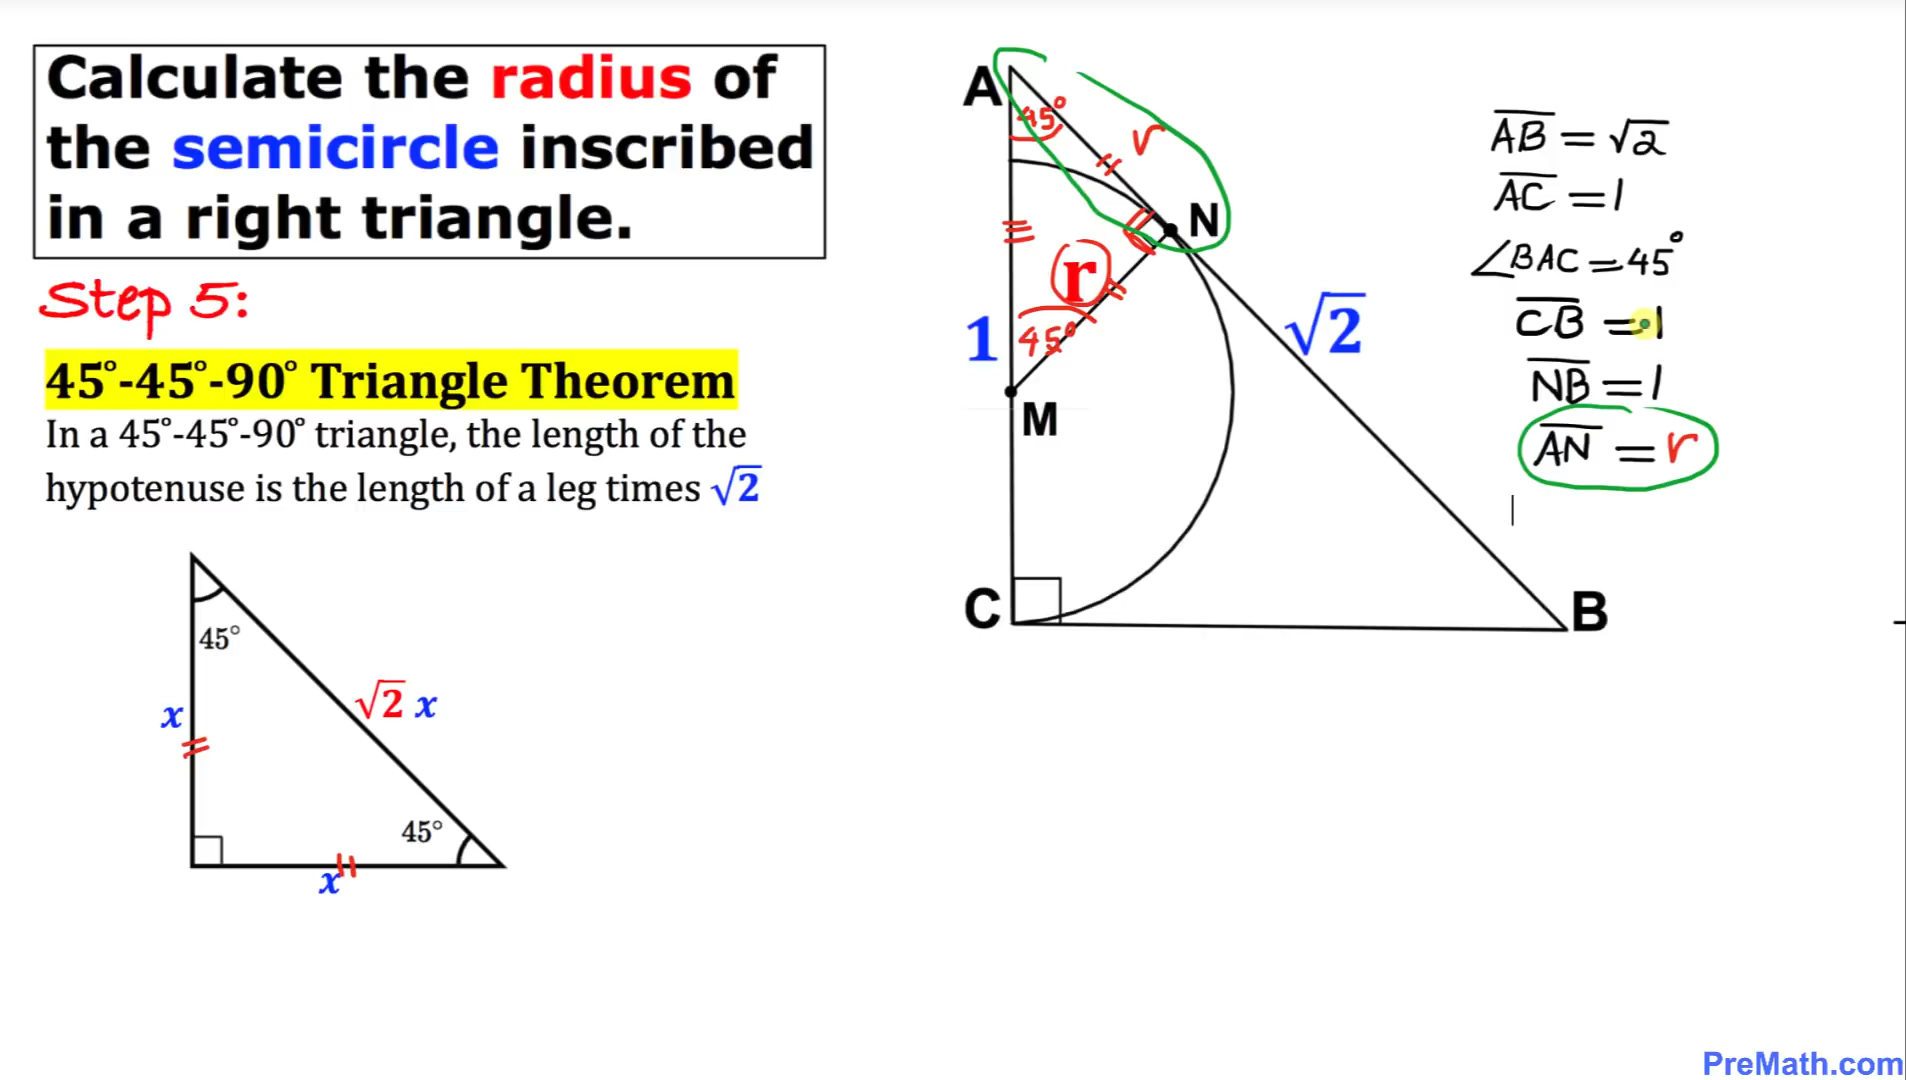 Calculate the radius of
the semicircle inscribed
in a right triangle.
Step 5:
45°-45°-90° Triangle Theorem
In a 45°-45°-90° triangle, the length of the
hypotenuse is the length of a leg times √2
45°
x
√2 x
45°
x
A
45°
r
N
r
1
45°
√2
M
C
B
AB = √2
AC = 1
∠BAC = 45°
CB = 1
NB = 1
AN = r
PreMath.com